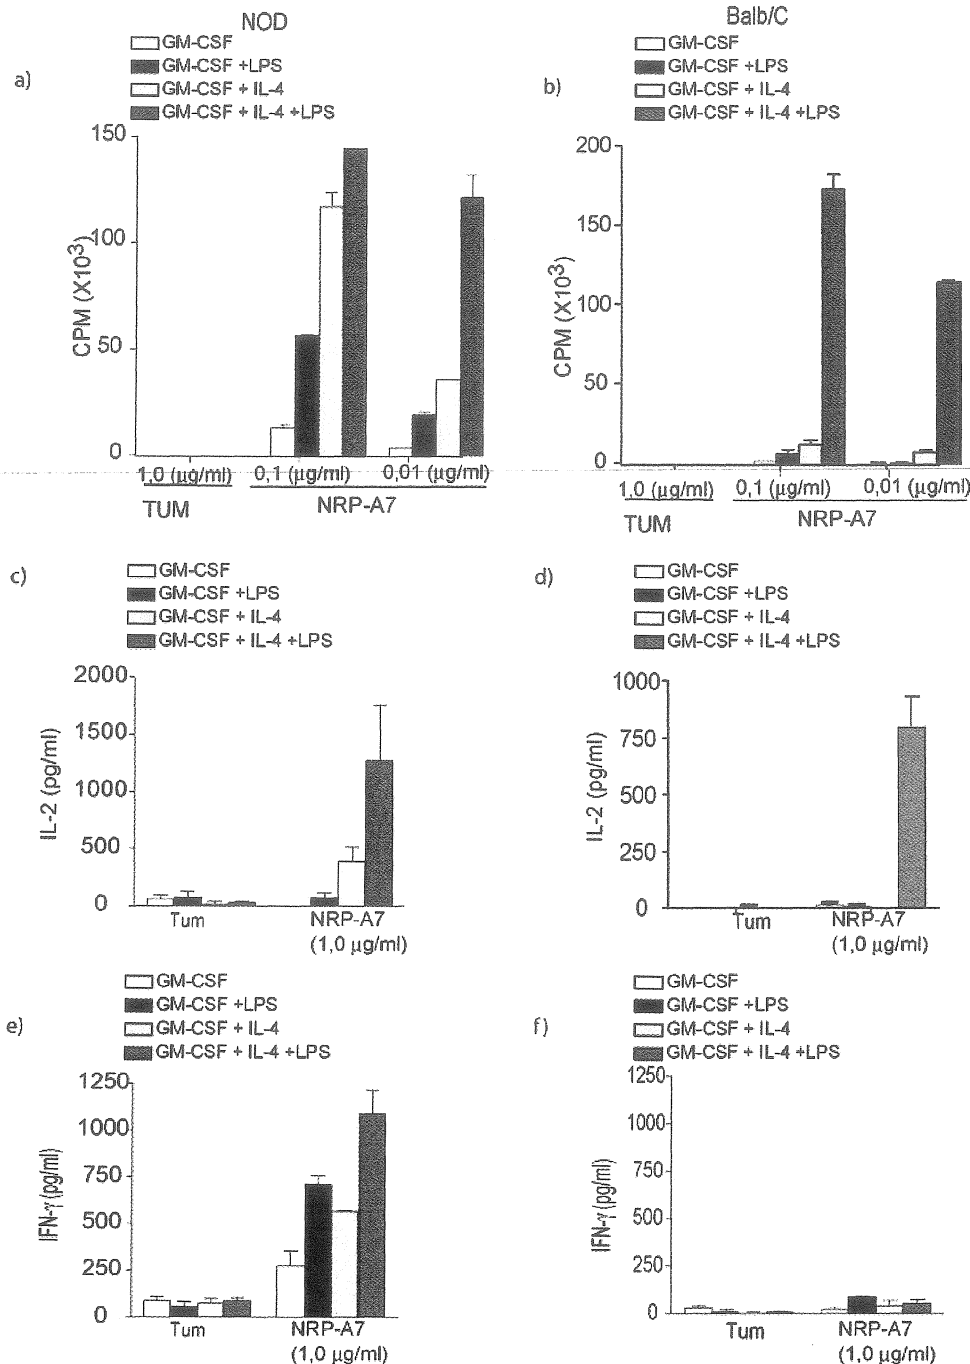 NOD
GM-CSF
GM-CSF +LPS
GM-CSF + IL-4
GM-CSF + IL-4 +LPS
a)
150
100
50
0
CPM (X10³)
1,0 (µg/ml)
0,1 (µg/ml)
0,01 (µg/ml)
TUM
NRP-A7
Balb/C
GM-CSF
GM-CSF +LPS
GM-CSF + IL-4
GM-CSF + IL-4 +LPS
b)
200
150
100
50
0
CPM (X10³)
1,0 (µg/ml)
0,1 (µg/ml)
0,01 (µg/ml)
TUM
NRP-A7
c)
GM-CSF
GM-CSF +LPS
GM-CSF + IL-4
GM-CSF + IL-4 +LPS
2000
1500
1000
500
0
IL-2 (pg/ml)
Tum
NRP-A7
(1,0 µg/ml)
d)
GM-CSF
GM-CSF +LPS
GM-CSF + IL-4
GM-CSF + IL-4 +LPS
1000
750
500
250
0
IL-2 (pg/ml)
Tum
NRP-A7
(1,0 µg/ml)
e)
GM-CSF
GM-CSF +LPS
GM-CSF + IL-4
GM-CSF + IL-4 +LPS
1250
1000
750
500
250
0
IFN-γ (pg/ml)
Tum
NRP-A7
(1,0 µg/ml)
f)
GM-CSF
GM-CSF +LPS
GM-CSF + IL-4
GM-CSF + IL-4 +LPS
1250
1000
750
500
250
0
IFN-γ (pg/ml)
Tum
NRP-A7
(1,0 µg/ml)